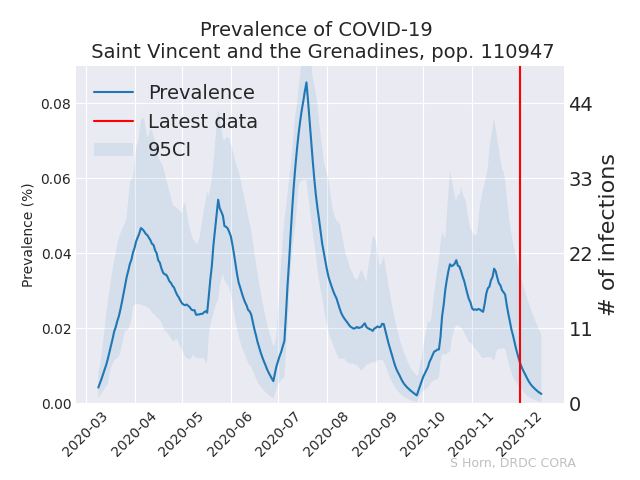 Prevalence of COVID-19
Saint Vincent and the Grenadines, pop. 110947
Prevalence
Latest data
95CI
Prevalence (%)
0.08
0.06
0.04
0.02
0.00
44
33
22
11
0
# of infections
2020-03
2020-04
2020-05
2020-06
2020-07
2020-08
2020-09
2020-10
2020-11
2020-12
S Horn, DRDC CORA